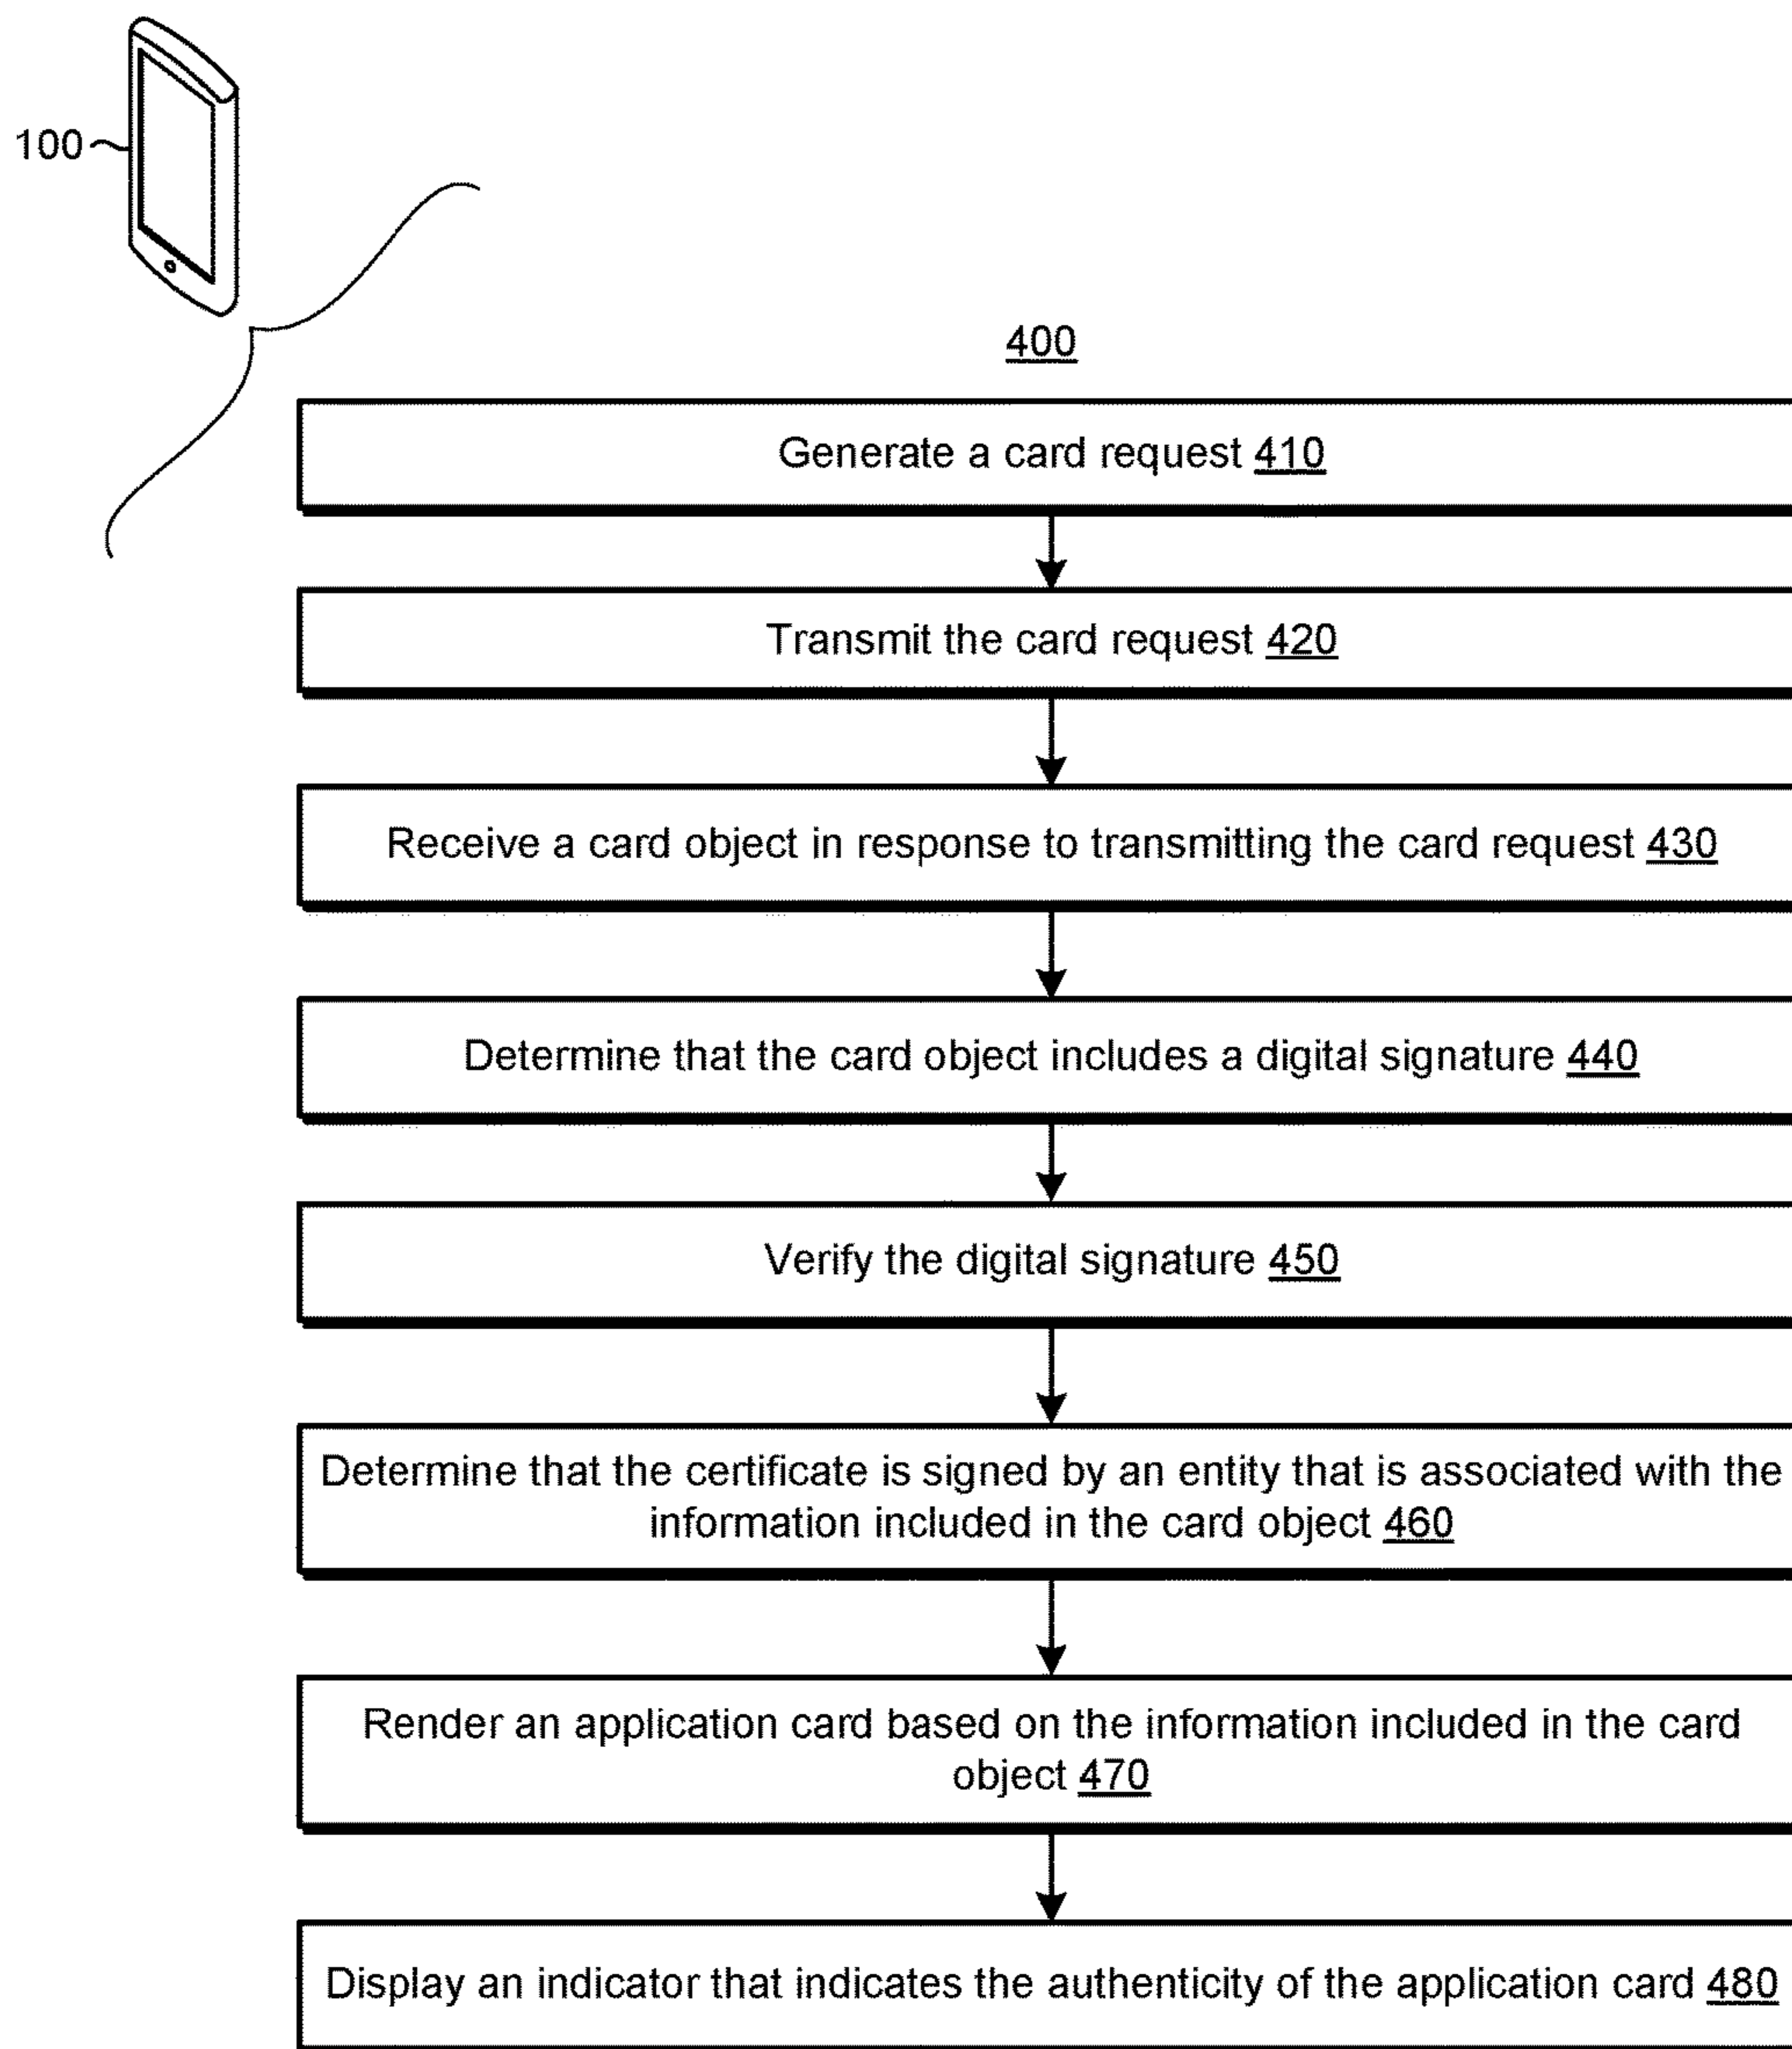 100
400
Generate a card request 410
Transmit the card request 420
Receive a card object in response to transmitting the card request 430
Determine that the card object includes a digital signature 440
Verify the digital signature 450
Determine that the certificate is signed by an entity that is associated with the
information included in the card object 460
Render an application card based on the information included in the card
object 470
Display an indicator that indicates the authenticity of the application card 480